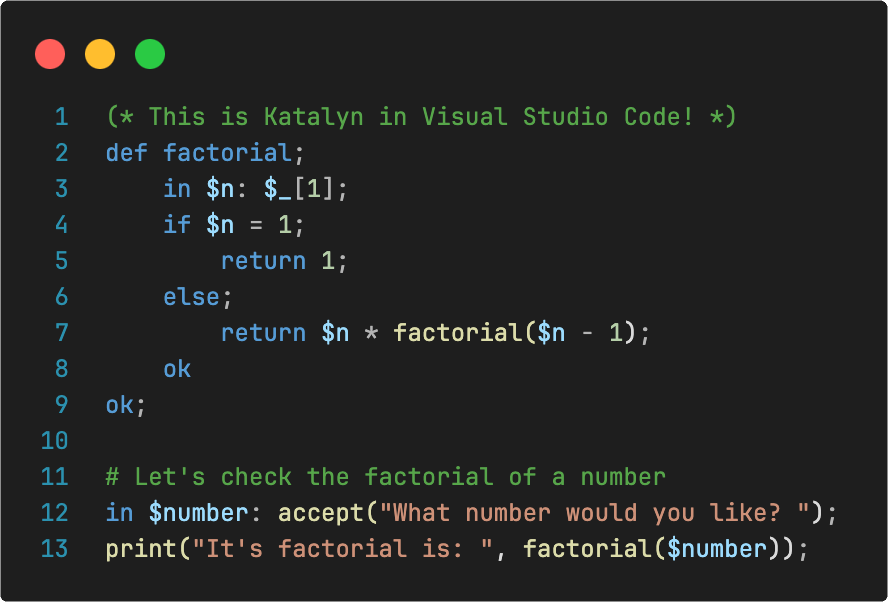 1 (* This is Katalyn in Visual Studio Code! *)
2 def factorial;
3     in $n: $_[1];
4     if $n = 1;
5         return 1;
6     else;
7         return $n * factorial($n - 1);
8     ok
9 ok;
10
11 # Let's check the factorial of a number
12 in $number: accept("What number would you like? ");
13 print("It's factorial is: ", factorial($number));